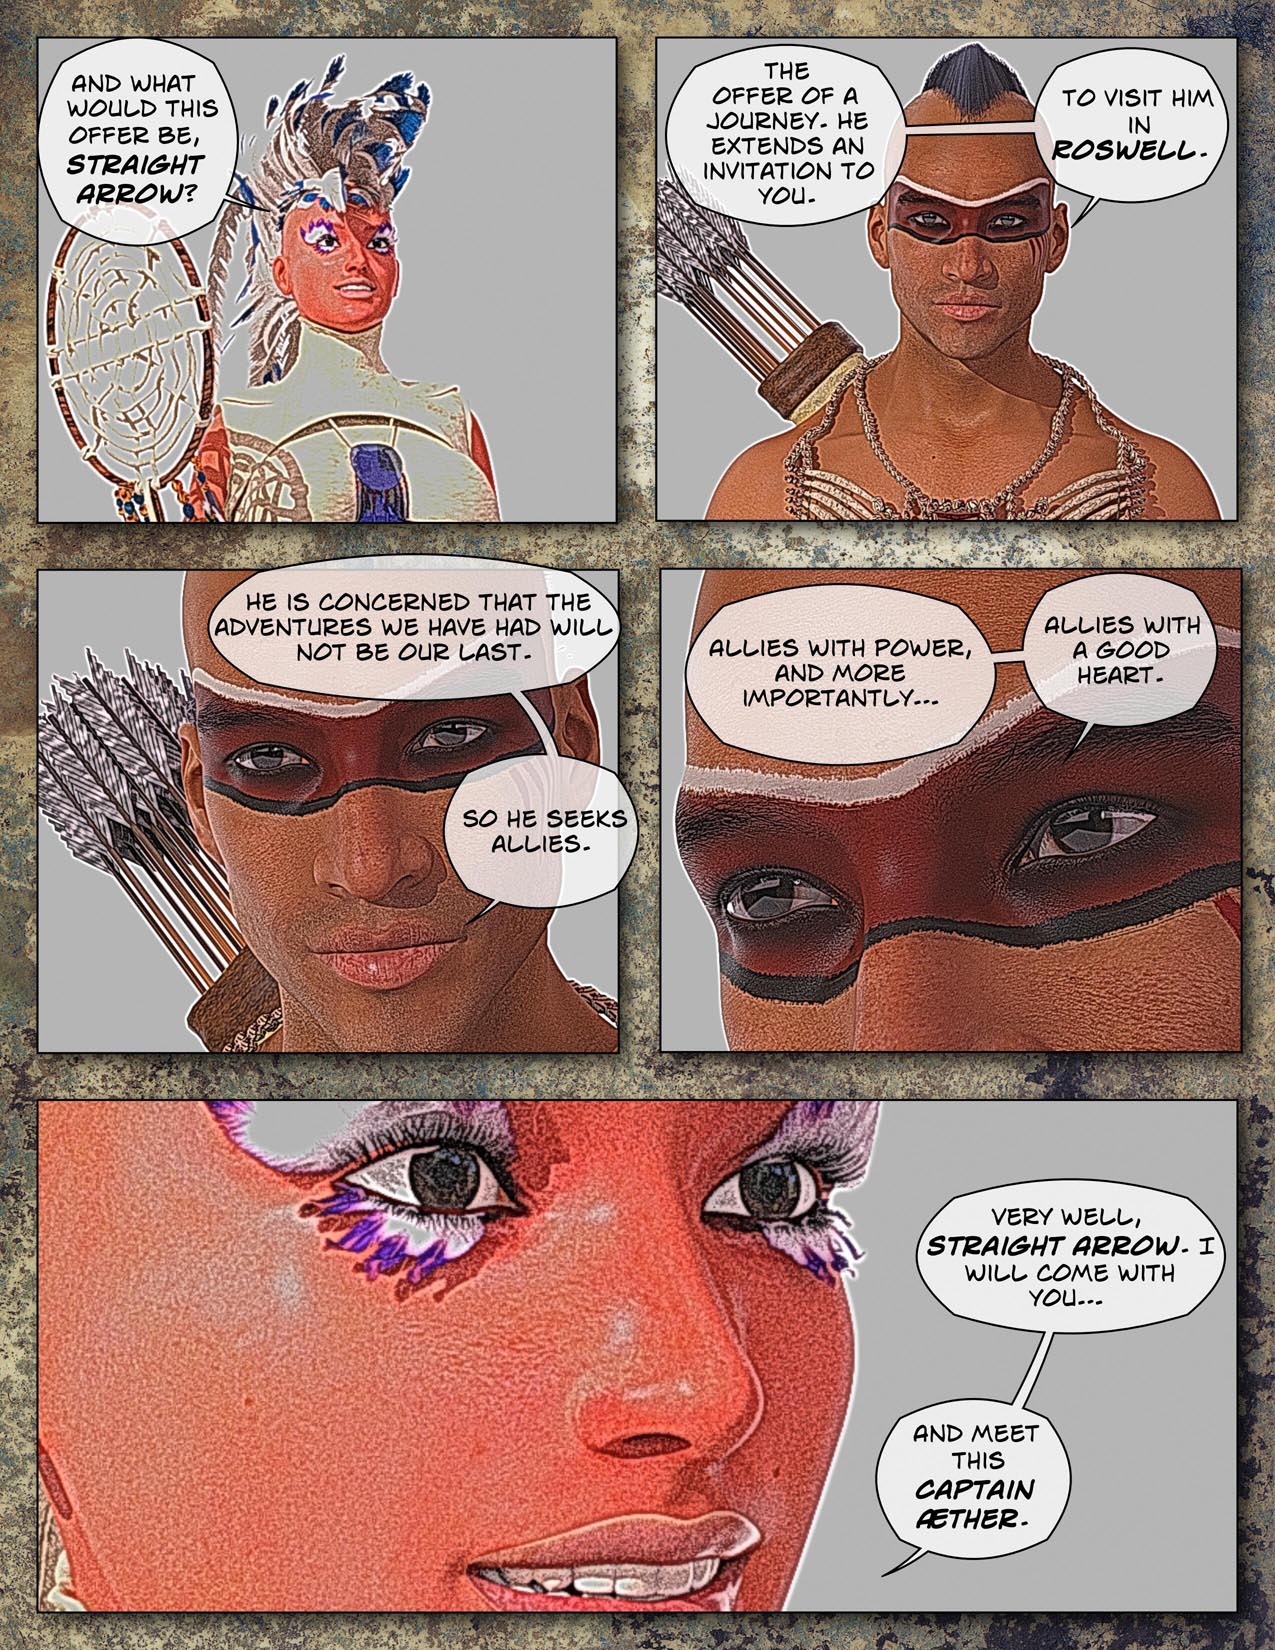 AND WHAT
WOULD THIS
OFFER BE,
STRAIGHT
ARROW?
THE
OFFER OF A
JOURNEY. HE
EXTENDS AN
INVITATION TO
YOU.
TO VISIT HIM
IN
ROSWELL.
HE IS CONCERNED THAT THE
ADVENTURES WE HAVE HAD WILL
NOT BE OUR LAST.
SO HE SEEKS
ALLIES.
ALLIES WITH POWER,
AND MORE
IMPORTANTLY...
ALLIES WITH
A GOOD
HEART.
VERY WELL,
STRAIGHT ARROW. I
WILL COME WITH
YOU...
AND MEET
THIS
CAPTAIN
ÆTHER.